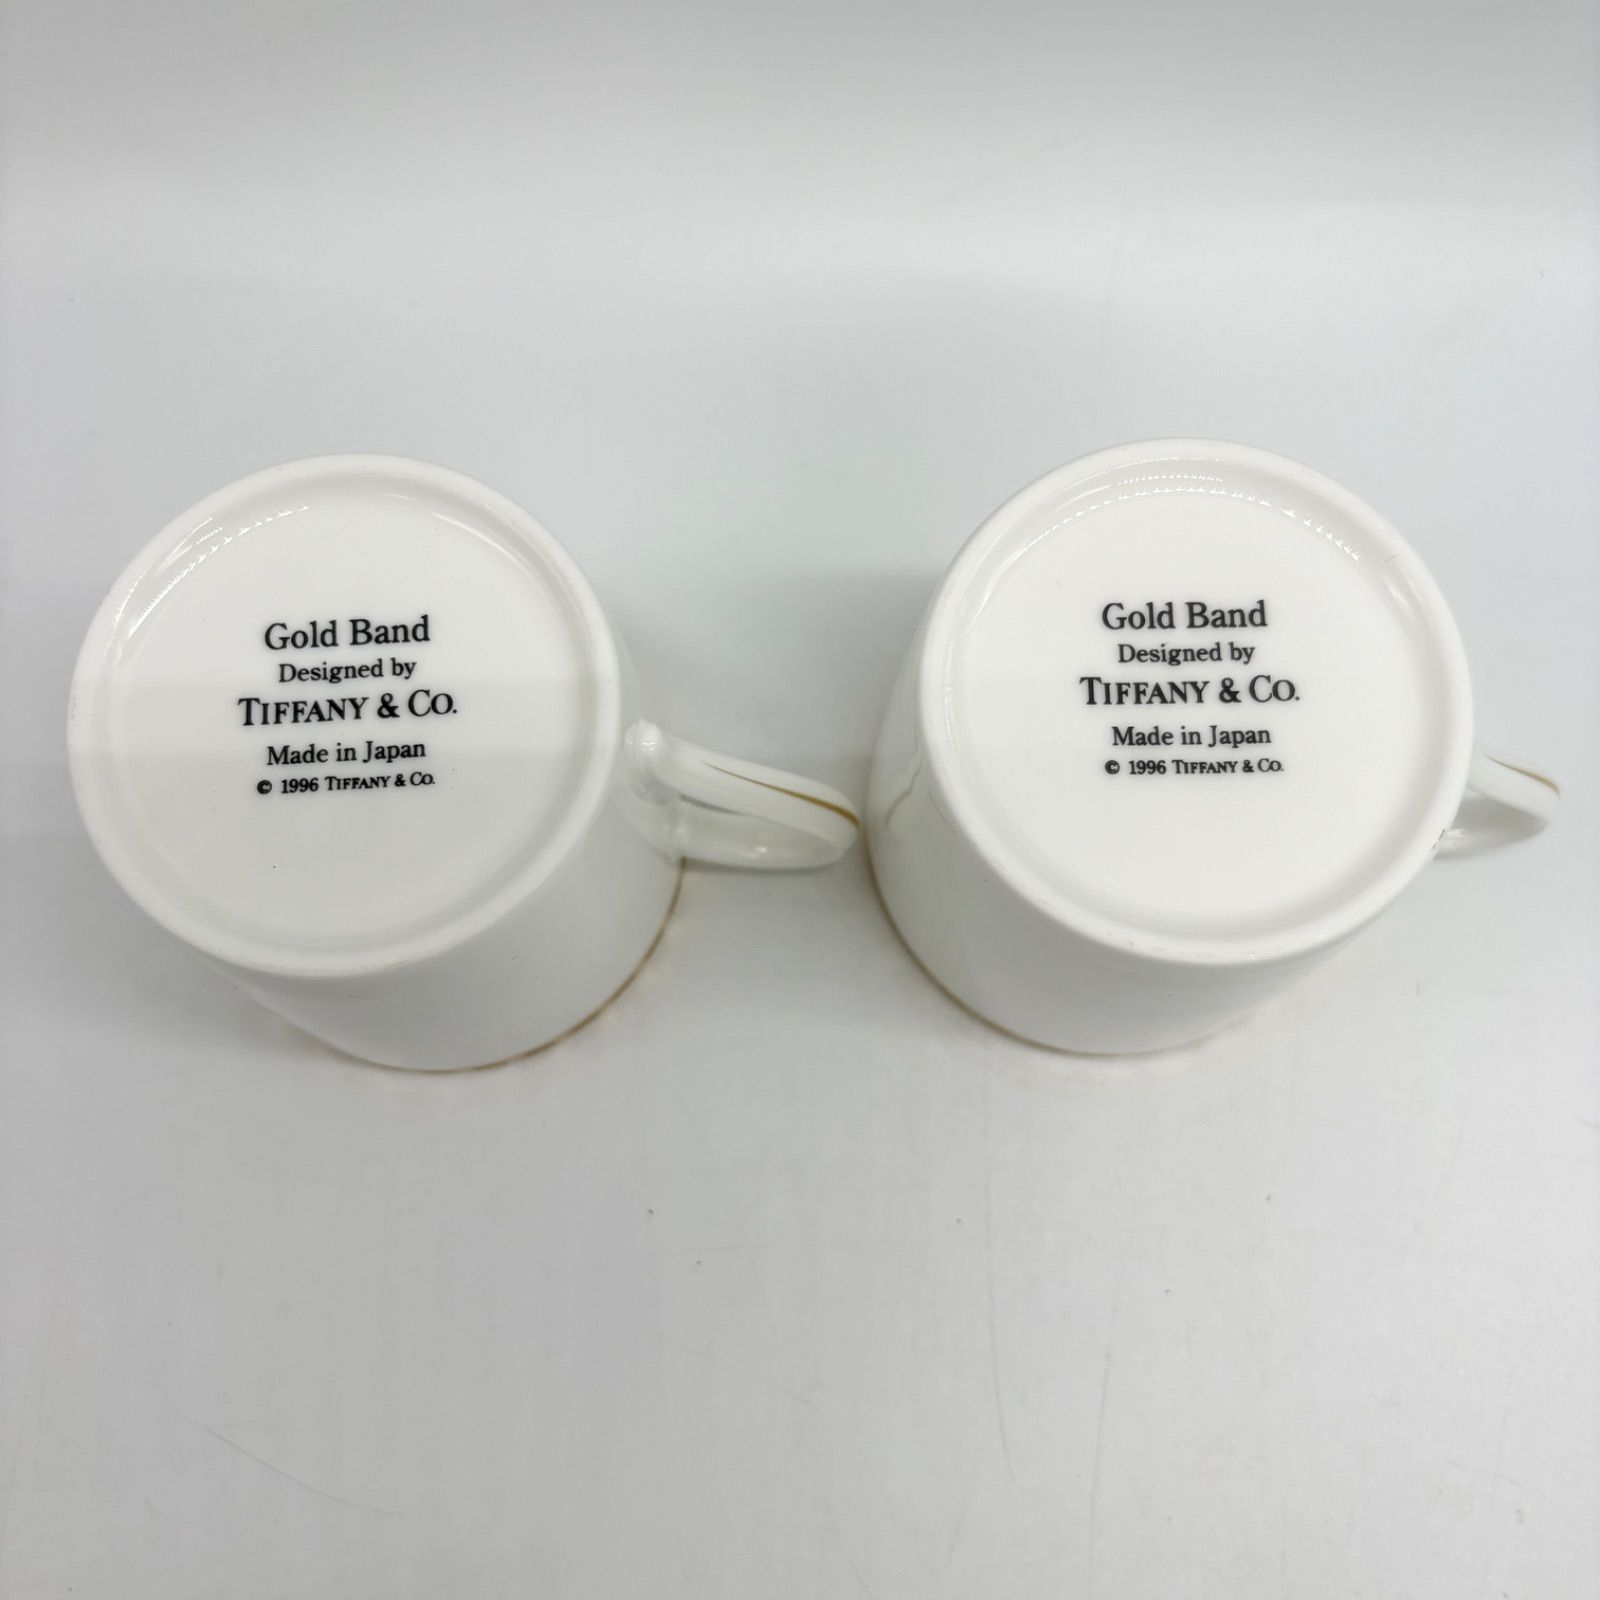 Gold Band
Designed by
TIFFANY & CO.
Made in Japan
© 1996 TIFFANY & CO.
Gold Band
Designed by
TIFFANY & CO.
Made in Japan
© 1996 TIFFANY & CO.